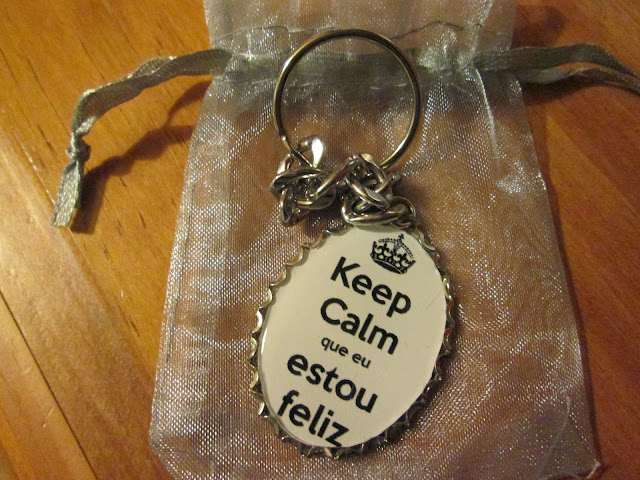 Keep
Calm
que eu
estou
feliz